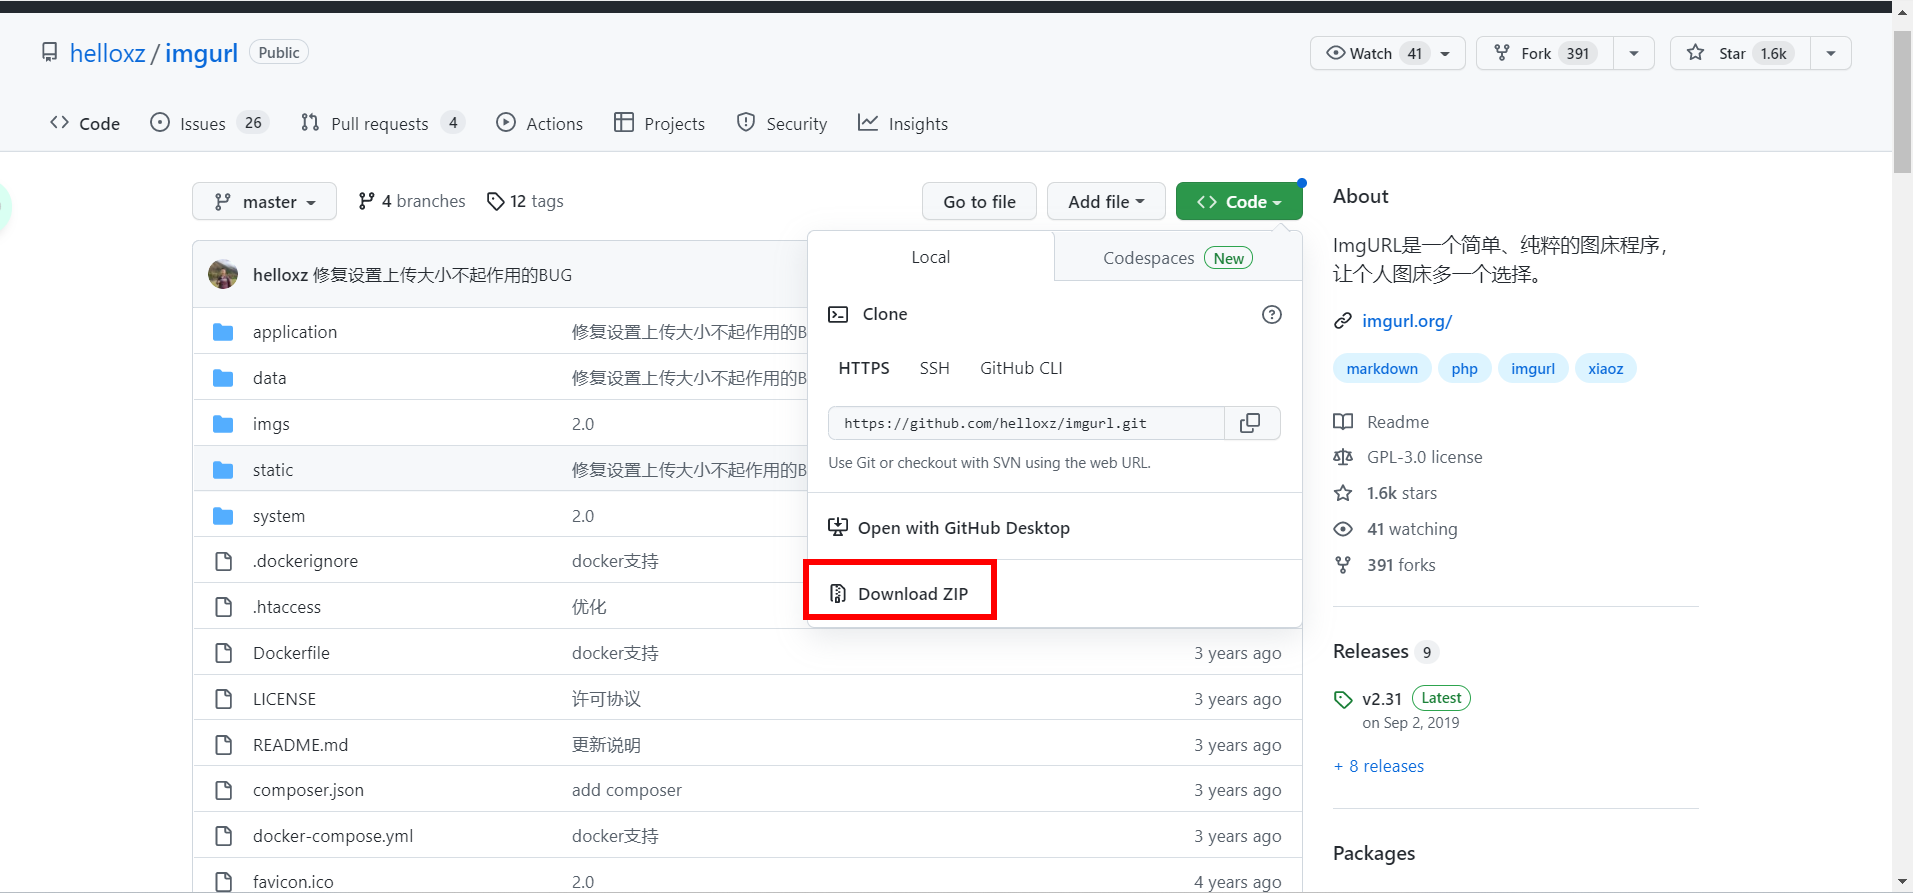 helloxz / imgurl Public
Watch 41
Fork 391
Star 1.6k
Code
Issues 26
Pull requests 4
Actions
Projects
Security
Insights
master
4 branches
12 tags
Go to file
Add file
Code
helloxz 修复设置上传大小不起作用的BUG
application 修复设置上传大小不起作用的B
data 修复设置上传大小不起作用的B
imgs 2.0
static 修复设置上传大小不起作用的B
system 2.0
.dockerignore docker支持
.htaccess 优化
Dockerfile docker支持 3 years ago
LICENSE 许可协议 3 years ago
README.md 更新说明 3 years ago
composer.json add composer 3 years ago
docker-compose.yml docker支持 3 years ago
favicon.ico 2.0 4 years ago
Local
Codespaces New
Clone
HTTPS SSH GitHub CLI
https://github.com/helloxz/imgurl.git
Use Git or checkout with SVN using the web URL.
Open with GitHub Desktop
Download ZIP
About
ImgURL是一个简单、纯粹的图床程序，
让个人图床多一个选择。
imgurl.org/
markdown php imgurl xiaoz
Readme
GPL-3.0 license
1.6k stars
41 watching
391 forks
Releases 9
v2.31 Latest
on Sep 2, 2019
+ 8 releases
Packages